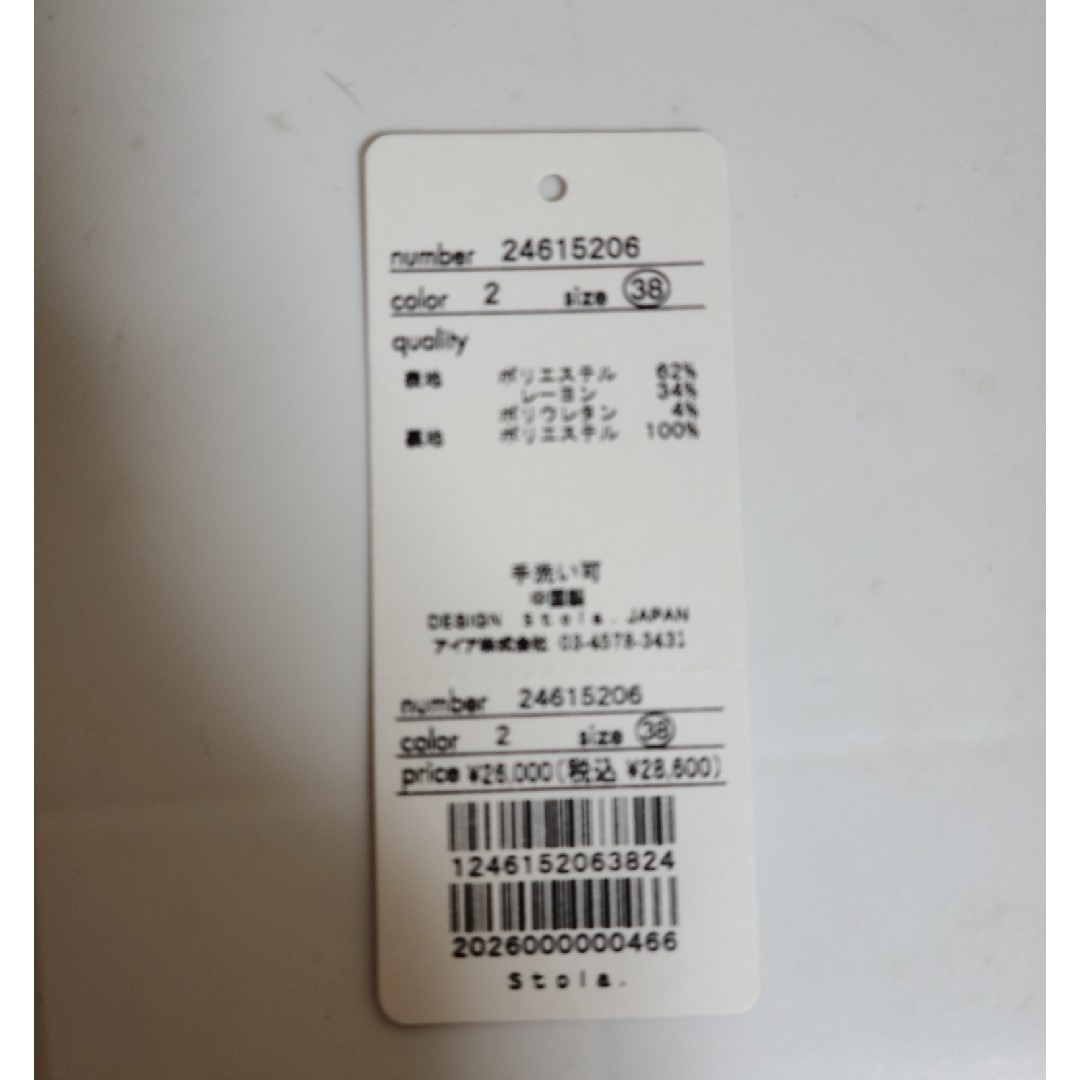 number 24615206
color 2 size 38
quality
表地 ポリエステル 62%
レーヨン 34%
ポリウレタン 4%
裏地 ポリエステル 100%
手洗い可
中国製
DESIGN Stola. JAPAN
アイア株式会社 03-4578-3431
number 24615206
color 2 size 38
price ¥26,000(税込 ¥28,600)
1246152063824
2026000000466
Stola.